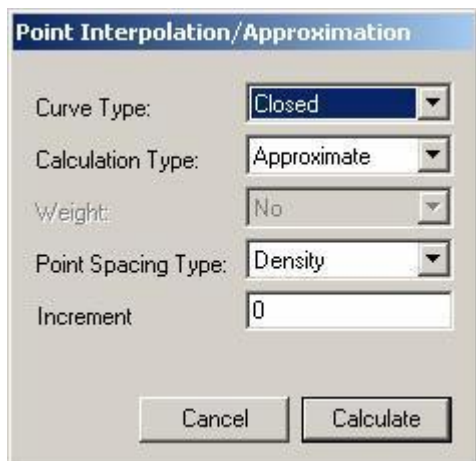 Point Interpolation/Approximation
Curve Type: Closed
Calculation Type: Approximate
Weight: No
Point Spacing Type: Density
Increment 0
Cancel Calculate